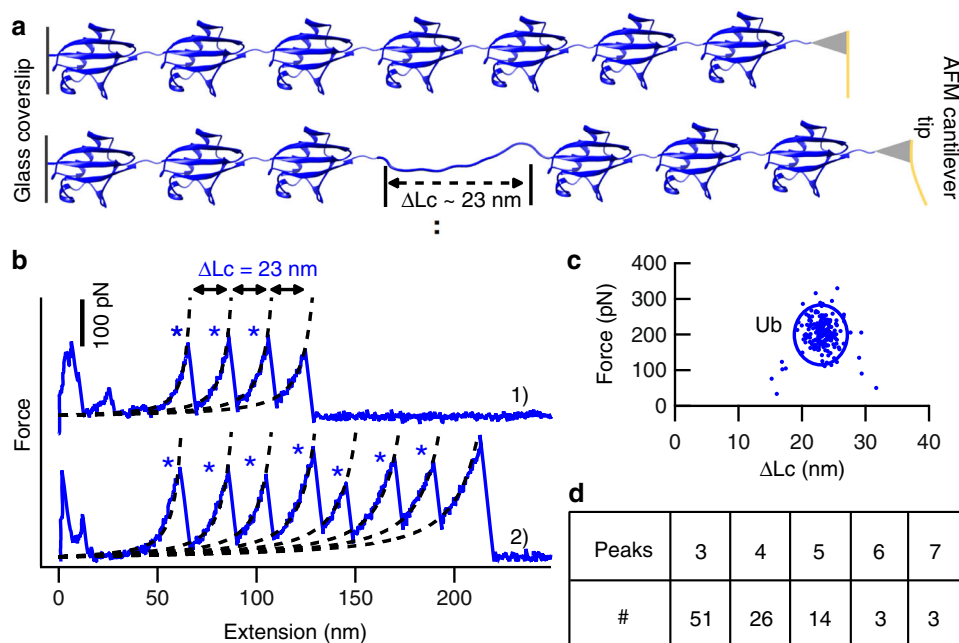 a
Glass coverslip
AFM cantilever
tip
ΔLc ~ 23 nm
:
b
ΔLc = 23 nm
100 pN
* * *
1)
* * * * * * *
2)
Force
0 50 100 150 200
Extension (nm)
c
400
300
200
100
0
Force (pN)
Ub
0 10 20 30 40
ΔLc (nm)
d
Peaks 3 4 5 6 7
# 51 26 14 3 3